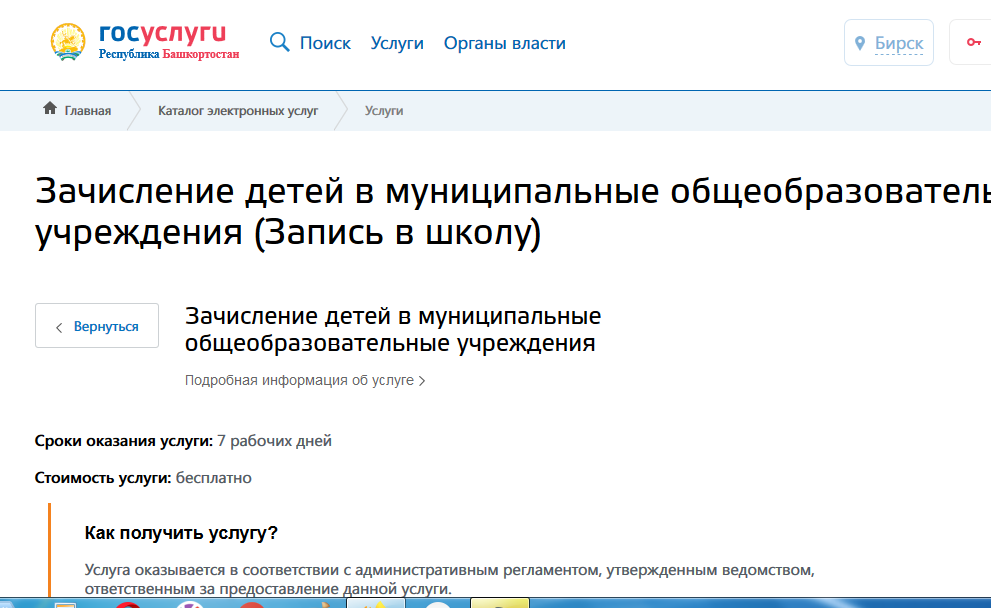 госуслуги
Республика Башкортостан
Поиск Услуги Органы власти
Бирск
Главная Каталог электронных услуг Услуги
Зачисление детей в муниципальные общеобразователь
учреждения (Запись в школу)
Вернуться
Зачисление детей в муниципальные
общеобразовательные учреждения
Подробная информация об услуге >
Сроки оказания услуги: 7 рабочих дней
Стоимость услуги: бесплатно
Как получить услугу?
Услуга оказывается в соответствии с административным регламентом, утвержденным ведомством,
ответственным за предоставление данной услуги.